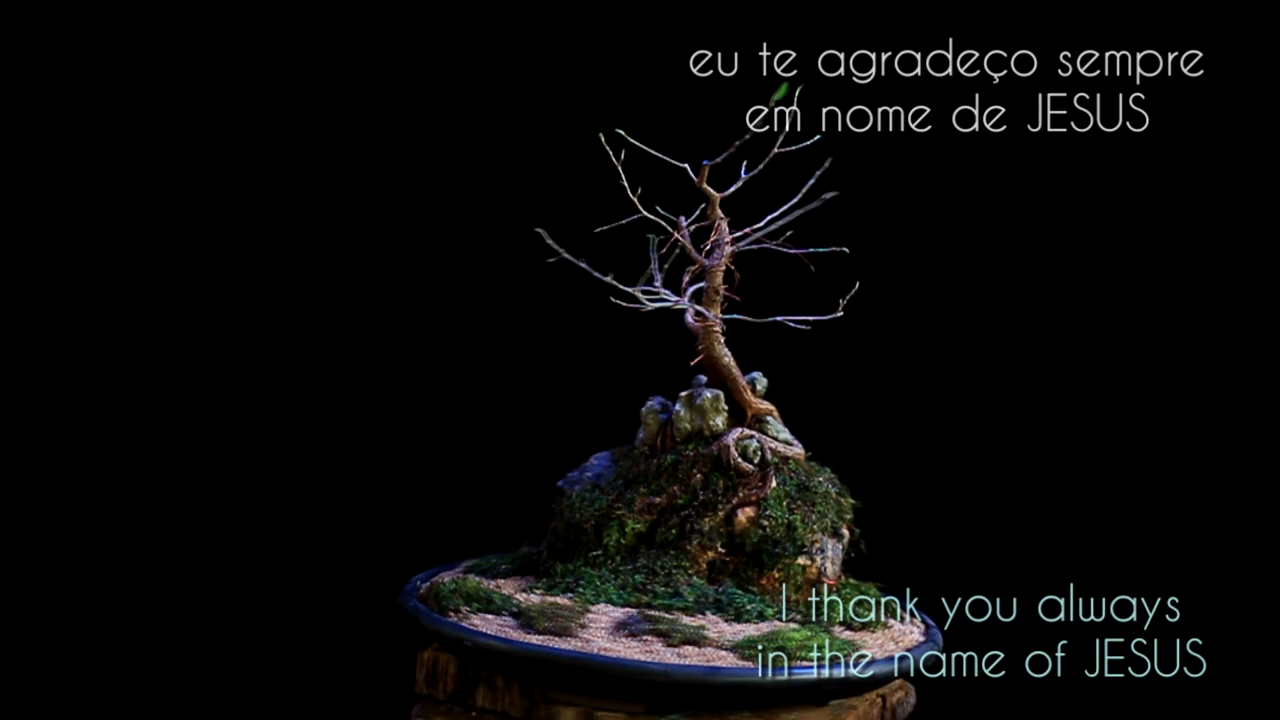 eu te agradeço sempre
em nome de JESUS
I thank you always
in the name of JESUS